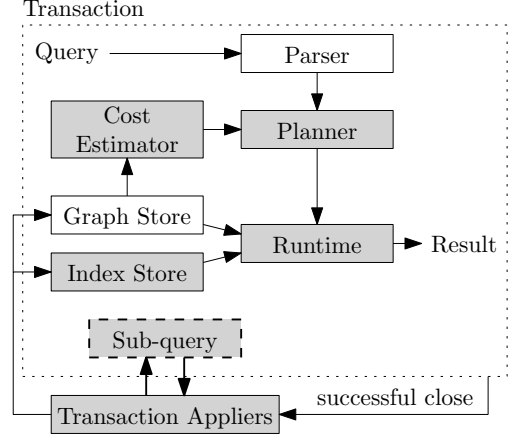 Transaction
Query
Parser
Cost
Estimator
Planner
Graph Store
Runtime
Result
Index Store
Sub-query
successful close
Transaction Appliers